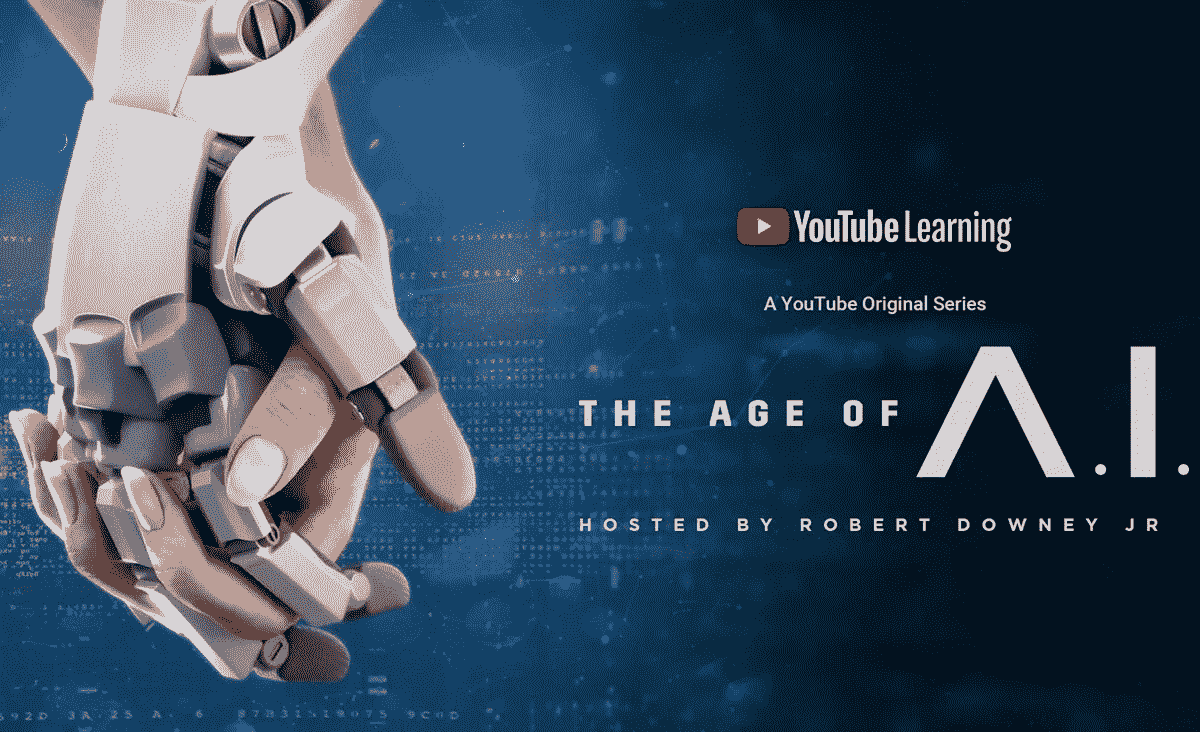 YouTube Learning
A YouTube Original Series
THE AGE OF A.I.
HOSTED BY ROBERT DOWNEY JR